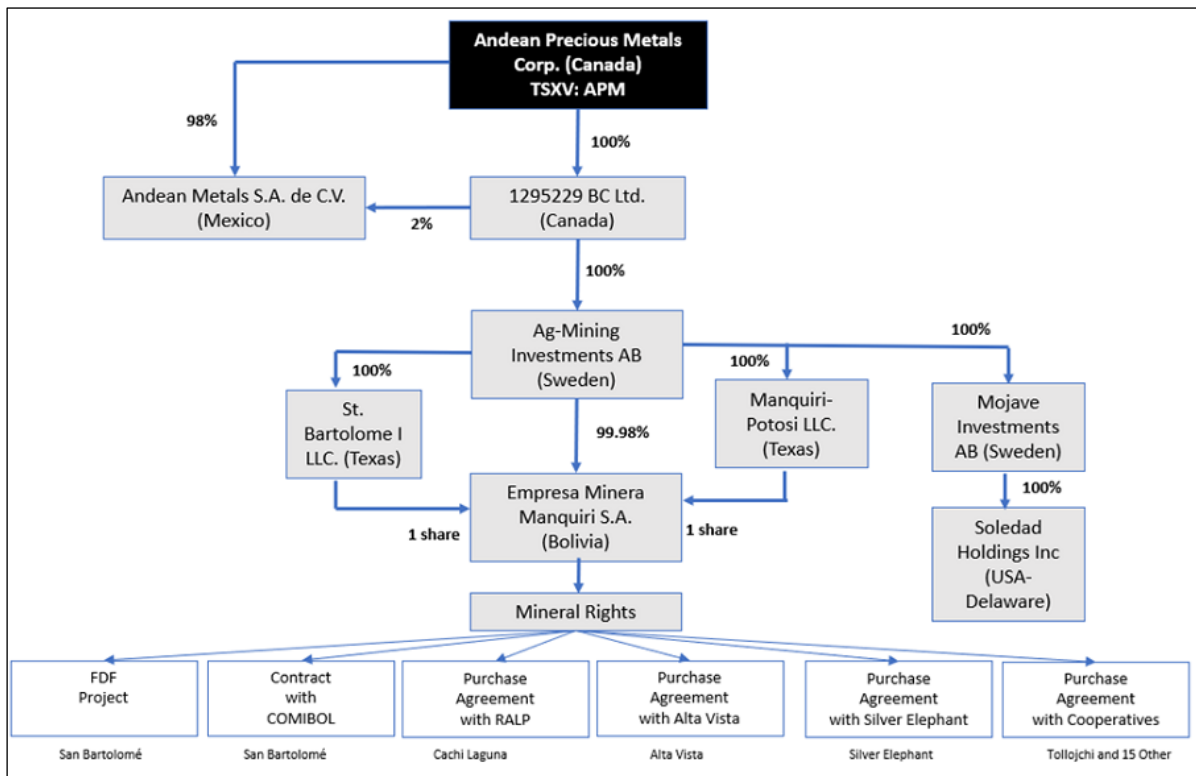 Andean Precious Metals
Corp. (Canada)
TSXV: APM
98%
100%
Andean Metals S.A. de C.V.
(Mexico)
2%
1295229 BC Ltd.
(Canada)
100%
Ag-Mining
Investments AB
(Sweden)
100%
100%
100%
St.
Bartolome I
LLC. (Texas)
99.98%
Manquiri-
Potosi LLC.
(Texas)
Mojave
Investments
AB (Sweden)
1 share
Empresa Minera
Manquiri S.A.
(Bolivia)
1 share
100%
Soledad
Holdings Inc
(USA-
Delaware)
Mineral Rights
FDF
Project
San Bartolomé
Contract
with
COMIBOL
San Bartolomé
Purchase
Agreement
with RALP
Cachi Laguna
Purchase
Agreement
with Alta Vista
Alta Vista
Purchase
Agreement
with Silver Elephant
Silver Elephant
Purchase
Agreement
with Cooperatives
Tollojchi and 15 Other